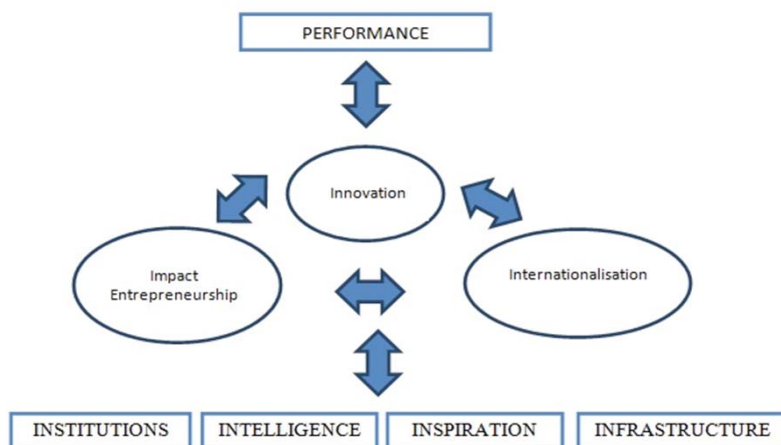 PERFORMANCE
Innovation
Impact
Entrepreneurship
Internationalisation
INSTITUTIONS
INTELLIGENCE
INSPIRATION
INFRASTRUCTURE